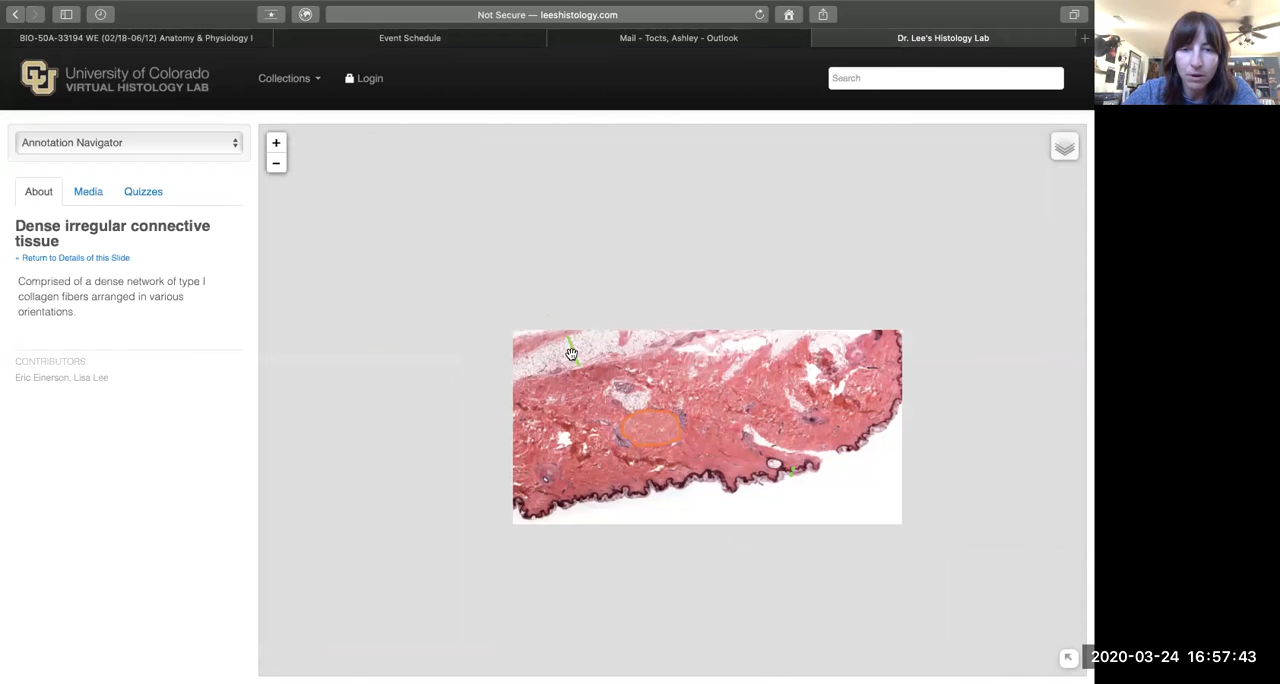 Not Secure — leeshistology.com
BIO-50A-33194 WE (02/18-06/12) Anatomy & Physiology I
Event Schedule
Mail - Tocts, Ashley - Outlook
Dr. Lee's Histology Lab
CU
University of Colorado
VIRTUAL HISTOLOGY LAB
Collections
Login
Search
Annotation Navigator
+
−
About
Media
Quizzes
Dense irregular connective
tissue
« Return to Details of this Slide
Comprised of a dense network of type I
collagen fibers arranged in various
orientations.
CONTRIBUTORS
Eric Einerson, Lisa Lee
2020-03-24 16:57:43